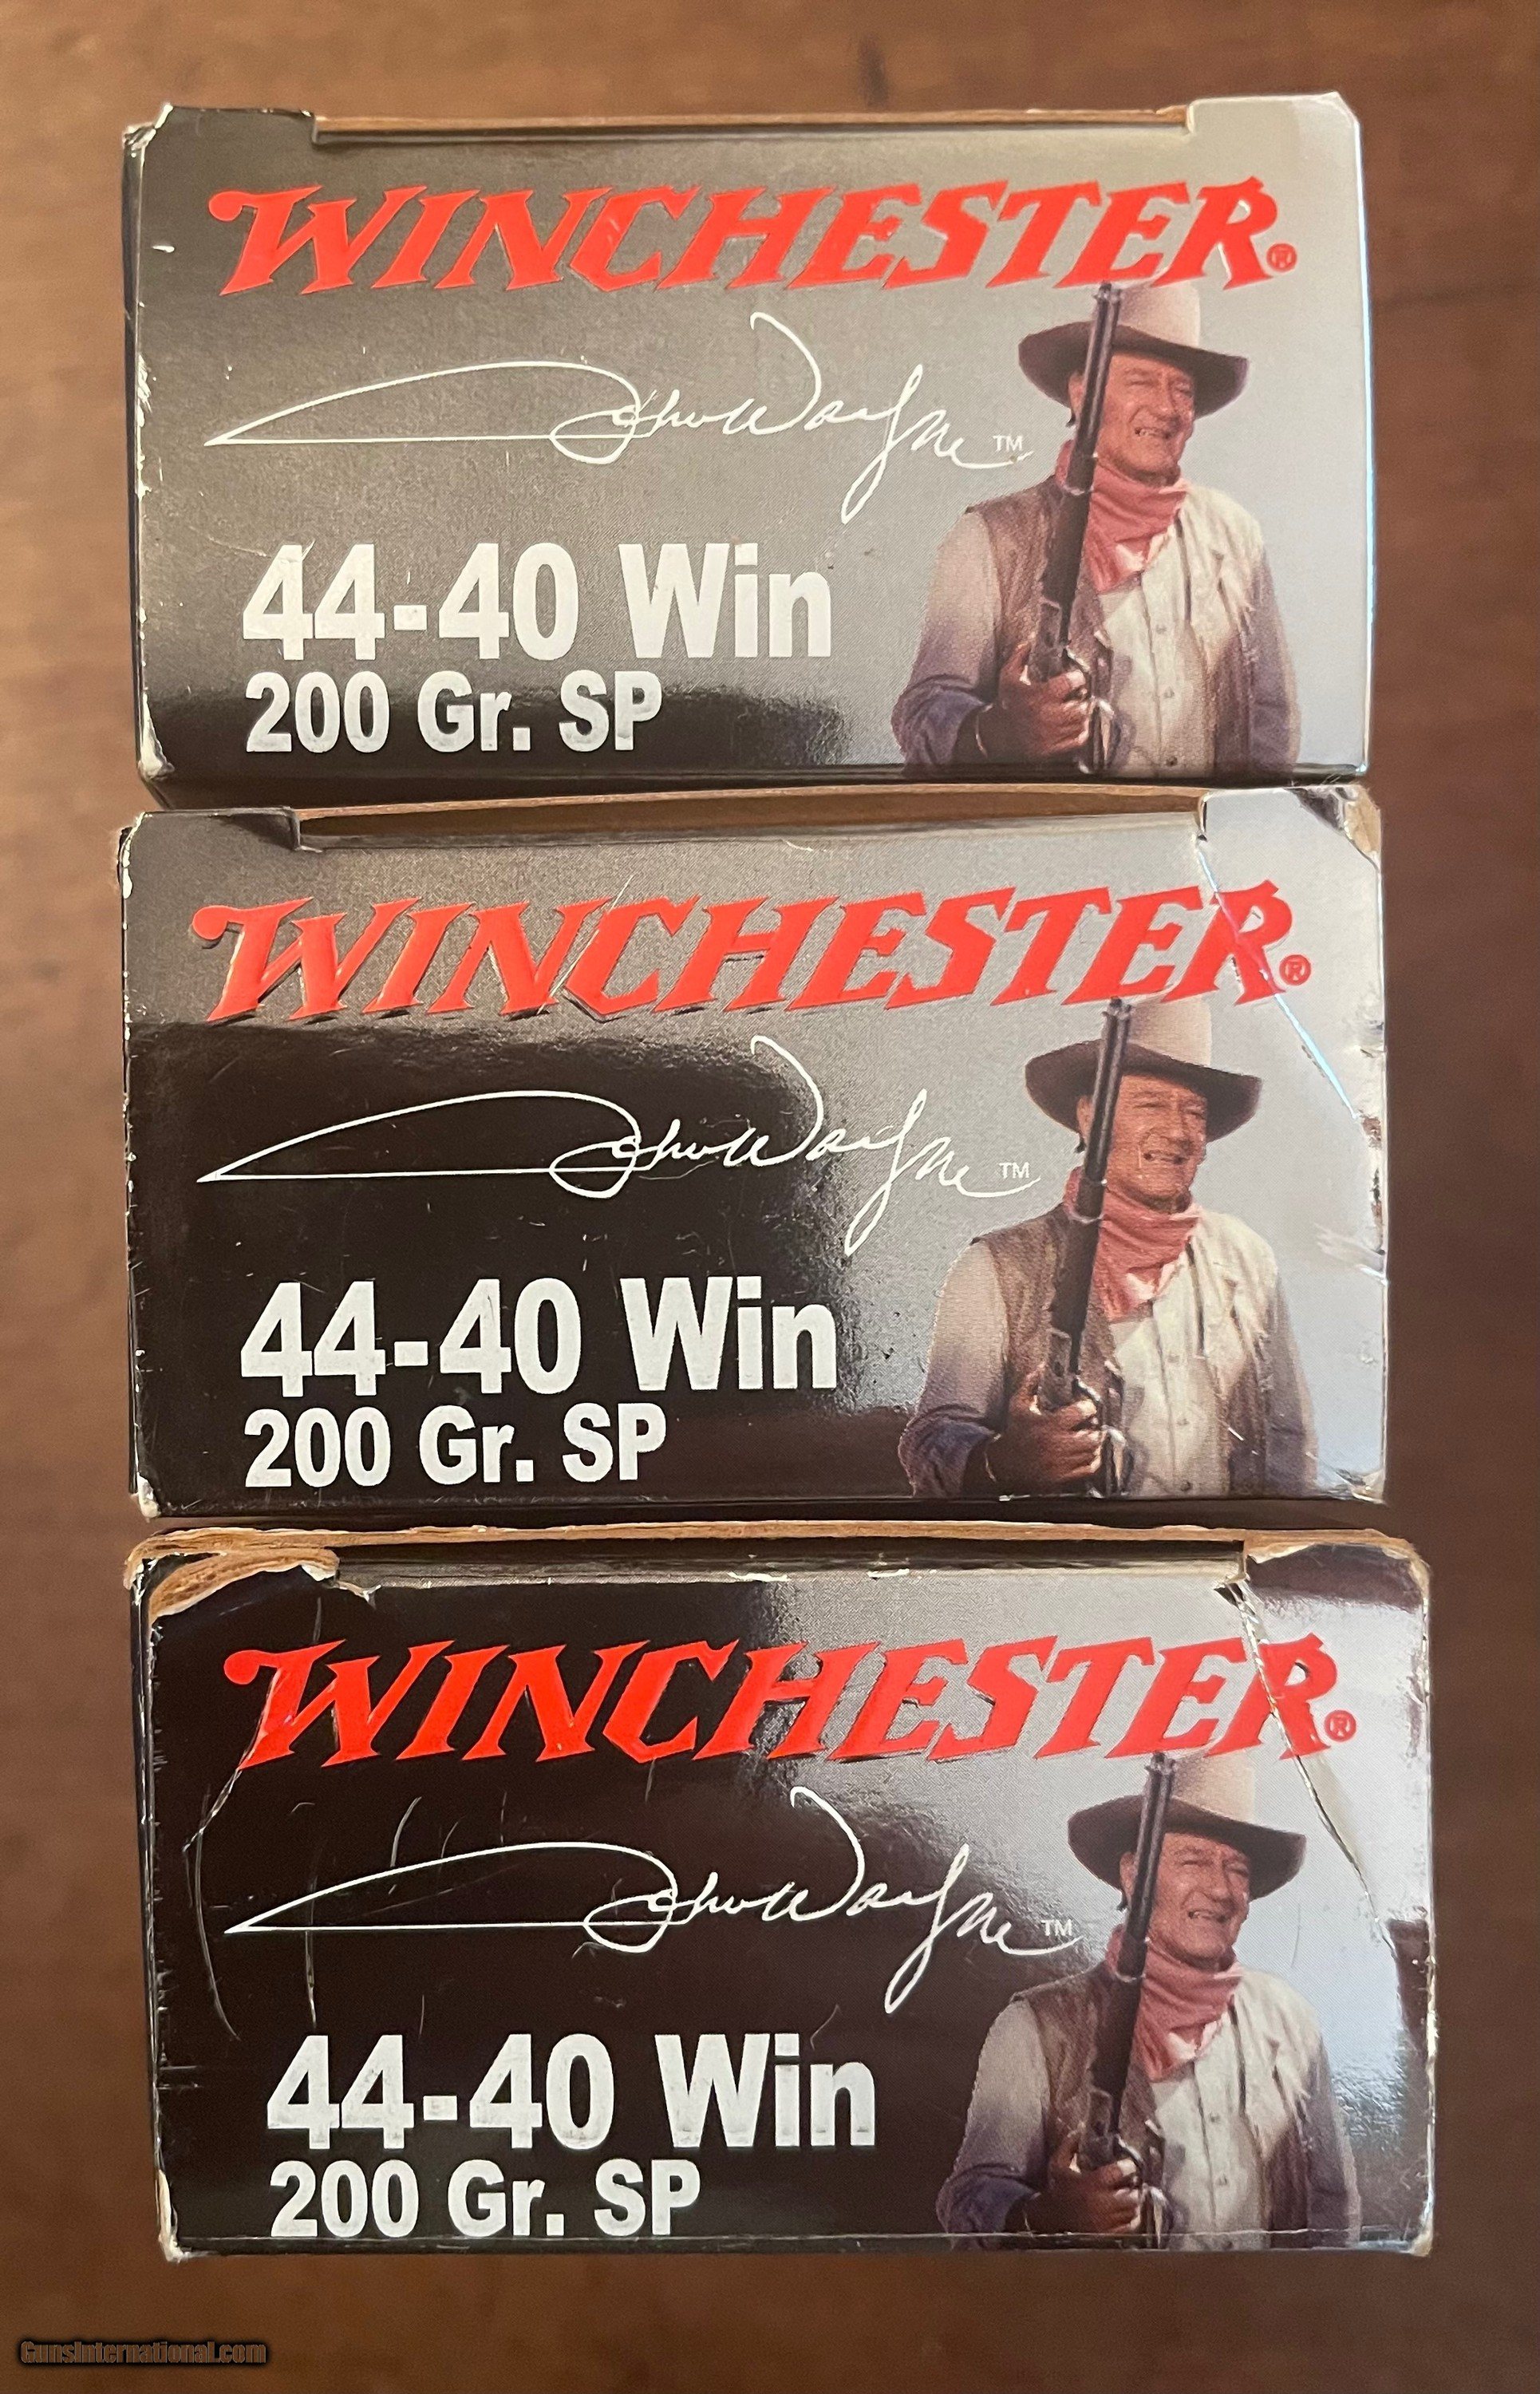 WINCHESTER®
John Wayne™
44-40 Win
200 Gr. SP
WINCHESTER®
John Wayne™
44-40 Win
200 Gr. SP
WINCHESTER®
John Wayne™
44-40 Win
200 Gr. SP
GunsInternational.com